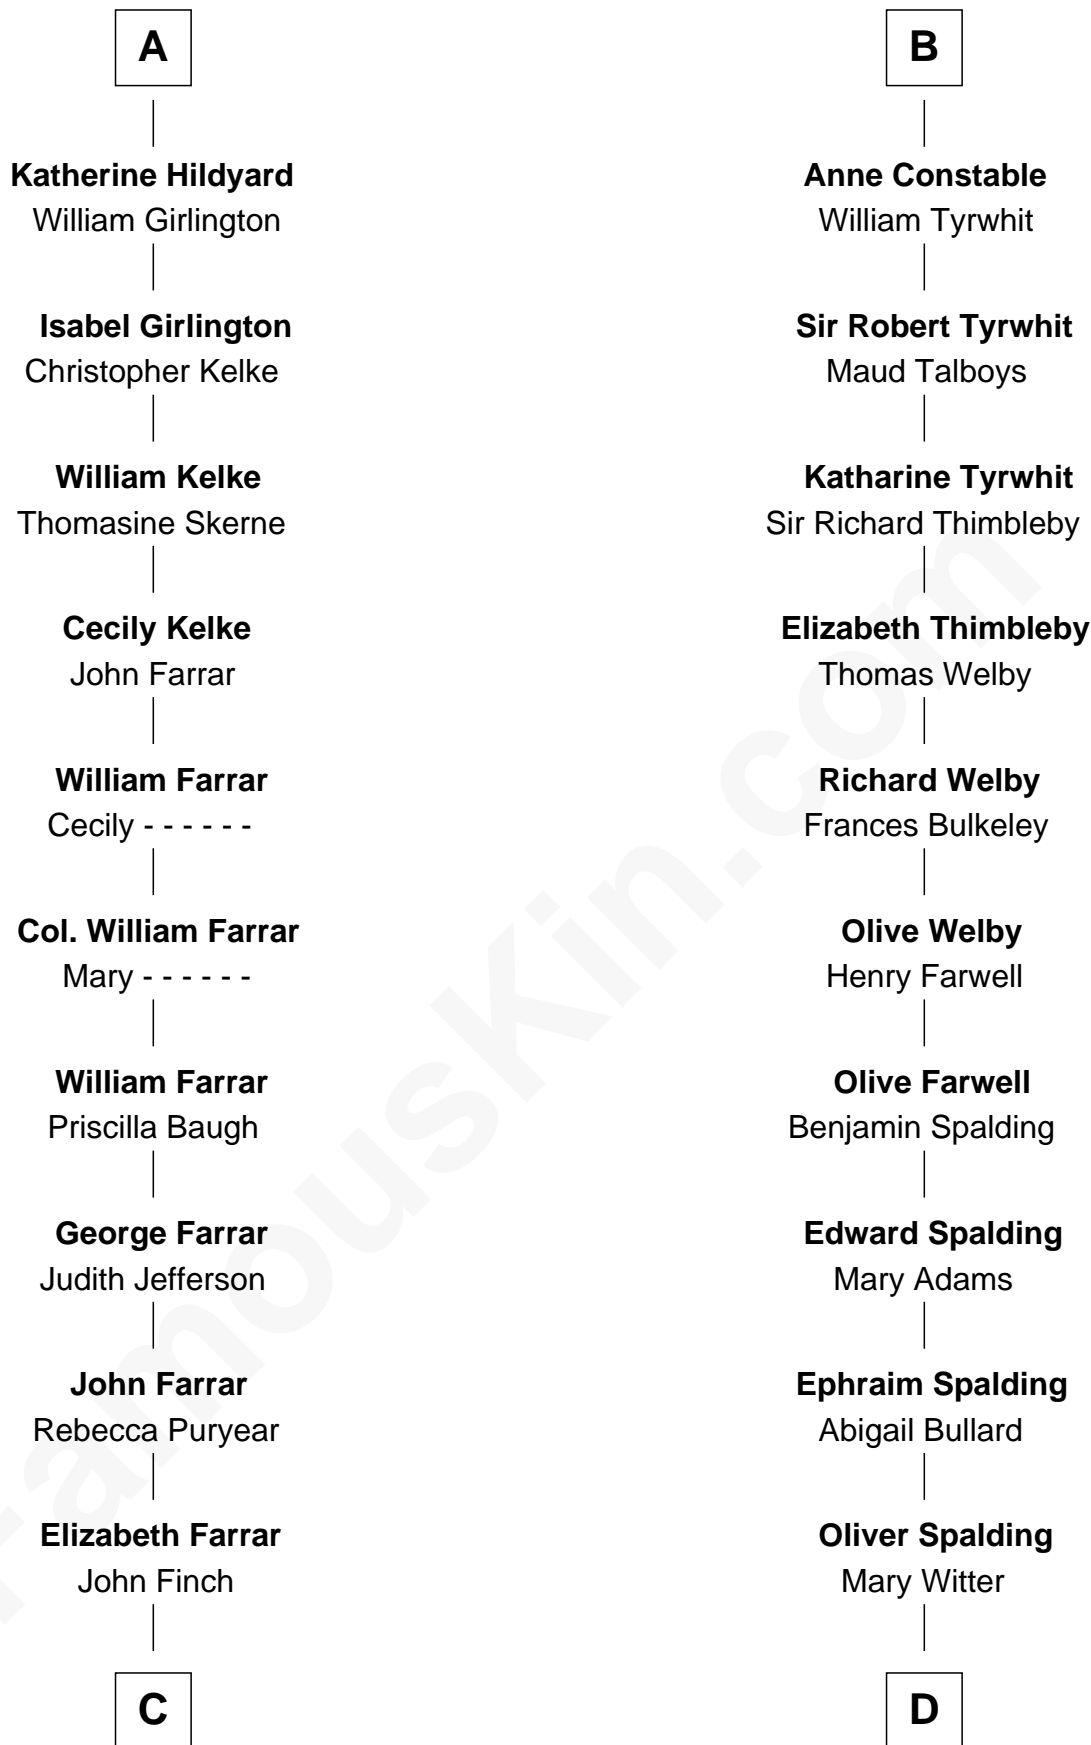 A
Katherine Hildyard
William Girlington
Isabel Girlington
Christopher Kelke
William Kelke
Thomasine Skerne
Cecily Kelke
John Farrar
William Farrar
Cecily - - - - - -
Col. William Farrar
Mary - - - - - -
William Farrar
Priscilla Baugh
George Farrar
Judith Jefferson
John Farrar
Rebecca Puryear
Elizabeth Farrar
John Finch
C
B
Anne Constable
William Tyrwhit
Sir Robert Tyrwhit
Maud Talboys
Katharine Tyrwhit
Sir Richard Thimbleby
Elizabeth Thimbleby
Thomas Welby
Richard Welby
Frances Bulkeley
Olive Welby
Henry Farwell
Olive Farwell
Benjamin Spalding
Edward Spalding
Mary Adams
Ephraim Spalding
Abigail Bullard
Oliver Spalding
Mary Witter
D
FamousKin.com